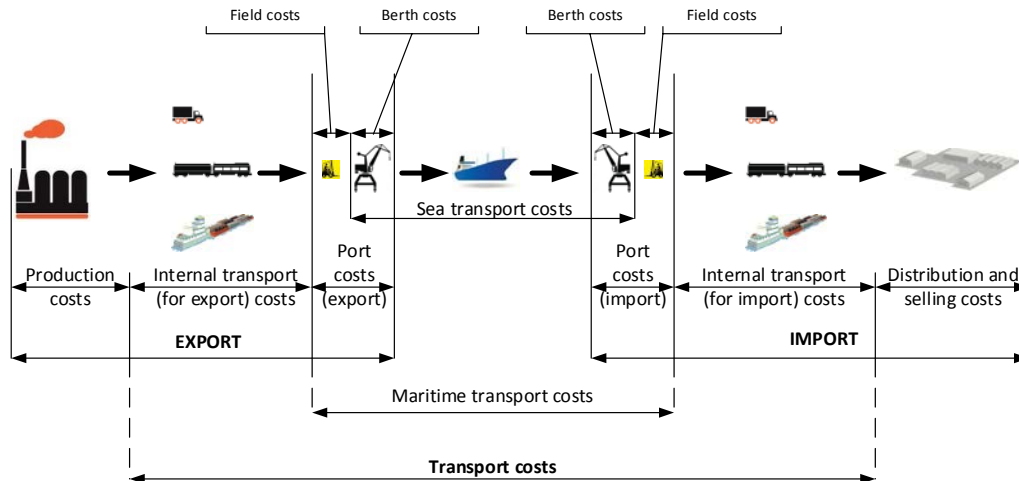 Field costs
Berth costs
Berth costs
Field costs
Sea transport costs
Production
costs
Internal transport
(for export) costs
Port
costs
(export)
Port
costs
(import)
Internal transport
(for import) costs
Distribution and
selling costs
EXPORT
IMPORT
Maritime transport costs
Transport costs